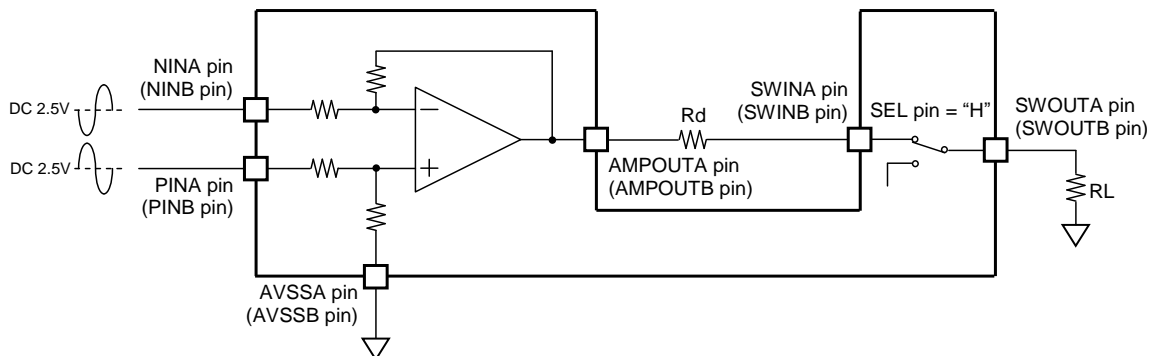 NINA pin
(NINB pin)
DC 2.5V
DC 2.5V
PINA pin
(PINB pin)
−
+
AVSSA pin
(AVSSB pin)
AMPOUTA pin
(AMPOUTB pin)
Rd
SWINA pin
(SWINB pin)
SEL pin = “H”
SWOUTA pin
(SWOUTB pin)
RL